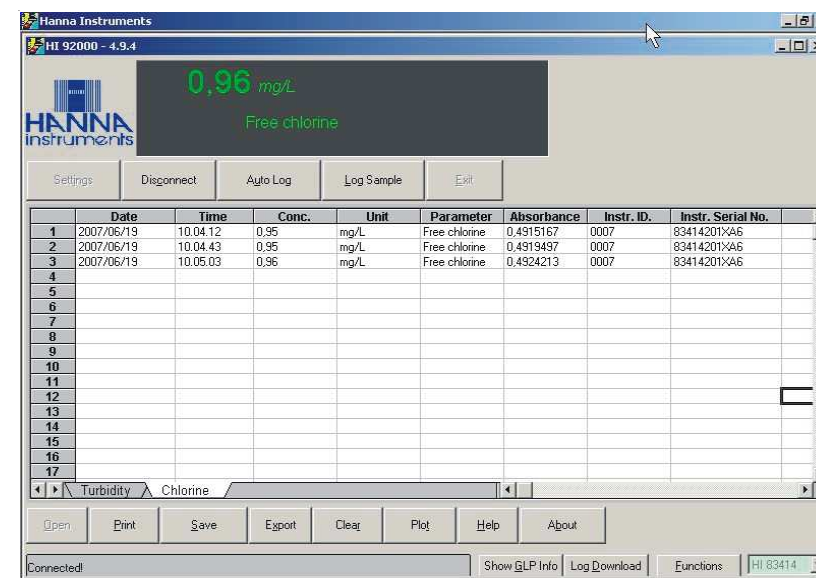 Hanna Instruments
HI 92000 - 4.9.4
HANNA
instruments
0,96 mg/L
Free chlorine
Settings Disconnect Auto Log Log Sample Exit
Date Time Conc. Unit Parameter Absorbance Instr. ID. Instr. Serial No.
1 2007/06/19 10.04.12 0,95 mg/L Free chlorine 0,4915167 0007 83414201XA6
2 2007/06/19 10.04.43 0,95 mg/L Free chlorine 0,4919497 0007 83414201XA6
3 2007/06/19 10.05.03 0,96 mg/L Free chlorine 0,4924213 0007 83414201XA6
4
5
6
7
8
9
10
11
12
13
14
15
16
17
Turbidity Chlorine
Open Print Save Export Clear Plot Help About
Connected! Show GLP Info Log Download Functions HI 83414